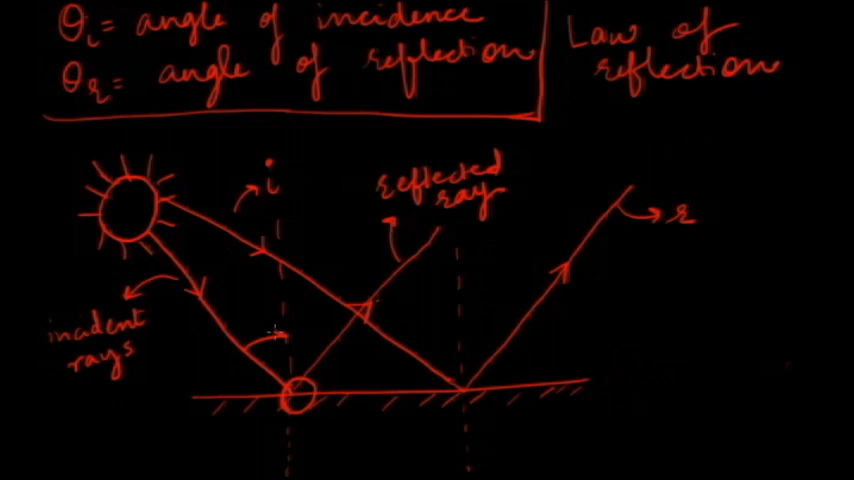 θi = angle of incidence
θr = angle of reflection
Law of
reflection
i
reflected
ray
r
incident
rays